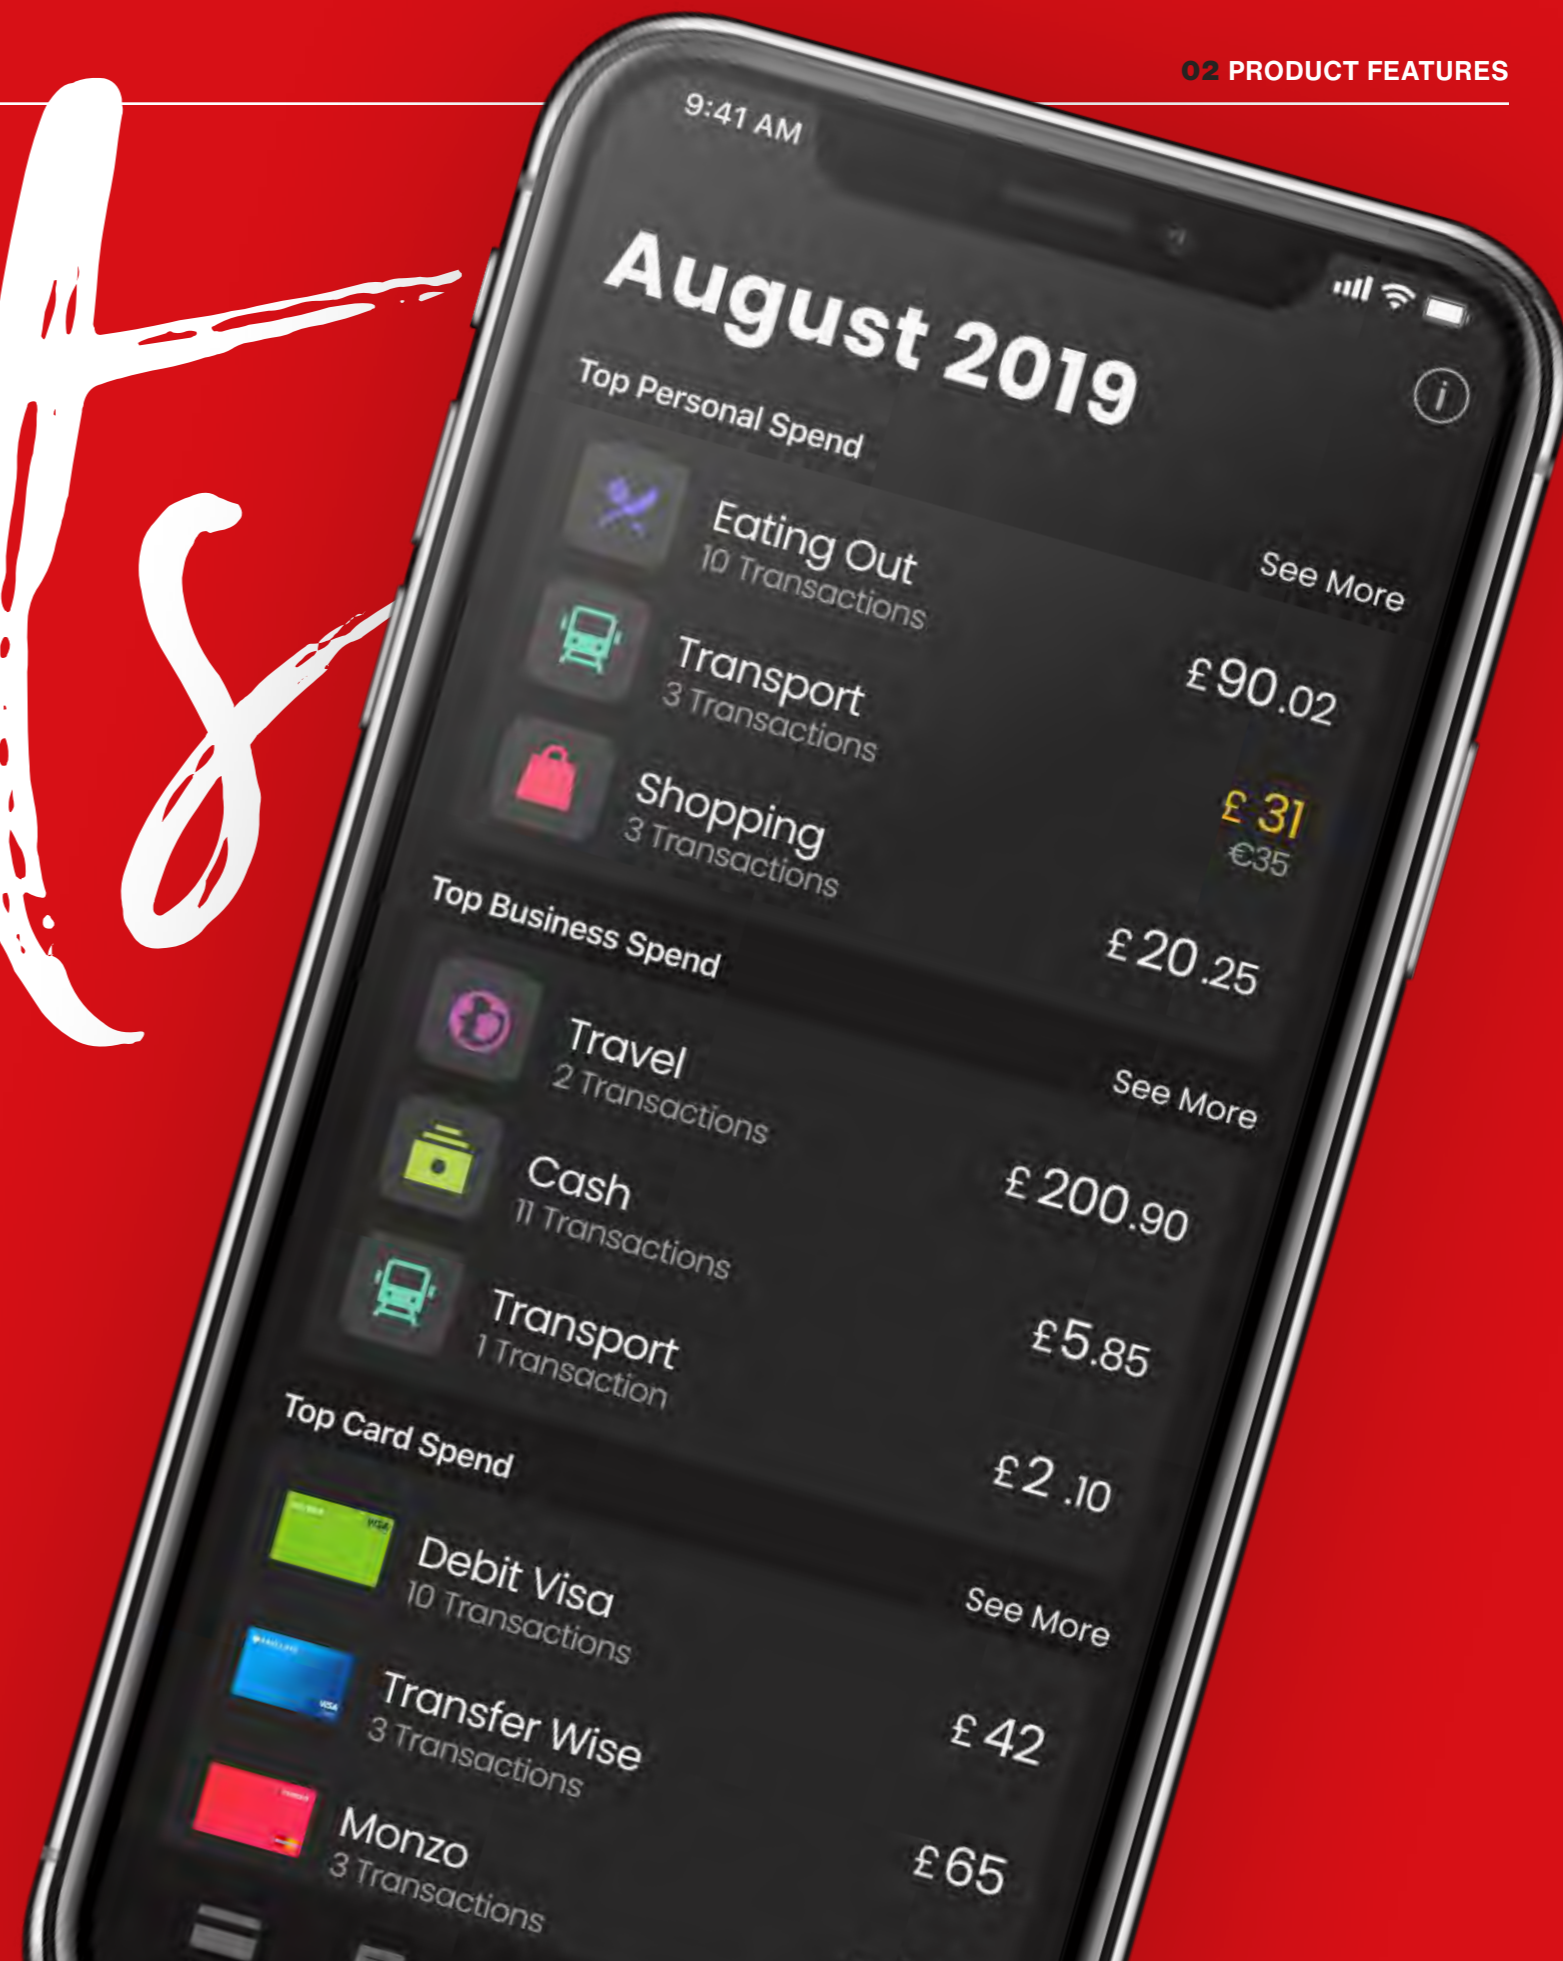 02 PRODUCT FEATURES
ts
9:41 AM
August 2019
Top Personal Spend
See More
Eating Out
10 Transactions
£90.02
Transport
3 Transactions
£31
€35
Shopping
3 Transactions
£20.25
Top Business Spend
See More
Travel
2 Transactions
£200.90
Cash
11 Transactions
£5.85
Transport
1 Transaction
£2.10
Top Card Spend
See More
VISA
Debit Visa
10 Transactions
£42
VISA
Transfer Wise
3 Transactions
£65
Monzo
3 Transactions